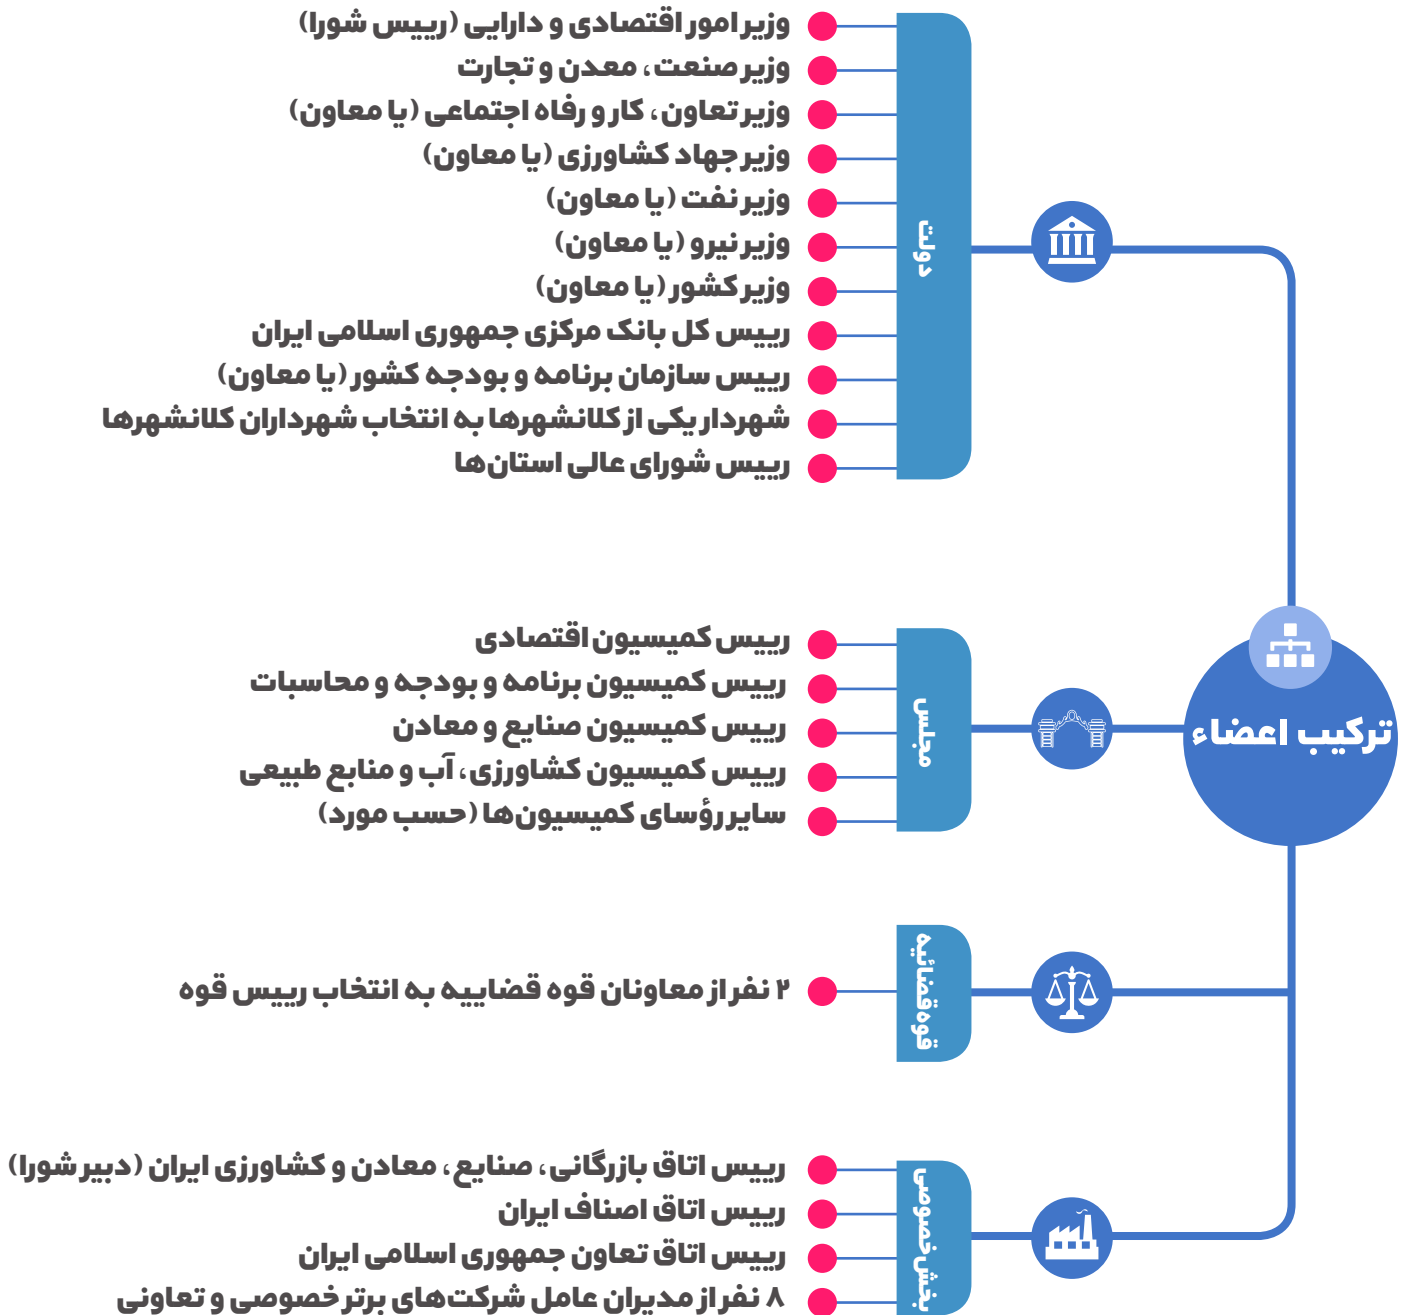 ترکیب اعضاء
دولت
وزیر امور اقتصادی و دارایی (رییس شورا)
وزیر صنعت، معدن و تجارت
وزیر تعاون، کار و رفاه اجتماعی (یا معاون)
وزیر جهاد کشاورزی (یا معاون)
وزیر نفت (یا معاون)
وزیر نیرو (یا معاون)
وزیر کشور (یا معاون)
رییس کل بانک مرکزی جمهوری اسلامی ایران
رییس سازمان برنامه و بودجه کشور (یا معاون)
شهردار یکی از کلانشهرها به انتخاب شهرداران کلانشهرها
رییس شورای عالی استان‌ها
مجلس
رییس کمیسیون اقتصادی
رییس کمیسیون برنامه و بودجه و محاسبات
رییس کمیسیون صنایع و معادن
رییس کمیسیون کشاورزی، آب و منابع طبیعی
سایر رؤسای کمیسیون‌ها (حسب مورد)
قوه‌قضائیه
۲ نفر از معاونان قوه قضاییه به انتخاب رییس قوه
بخش خصوصی
رییس اتاق بازرگانی، صنایع، معادن و کشاورزی ایران (دبیر شورا)
رییس اتاق اصناف ایران
رییس اتاق تعاون جمهوری اسلامی ایران
۸ نفر از مدیران عامل شرکت‌های برتر خصوصی و تعاونی